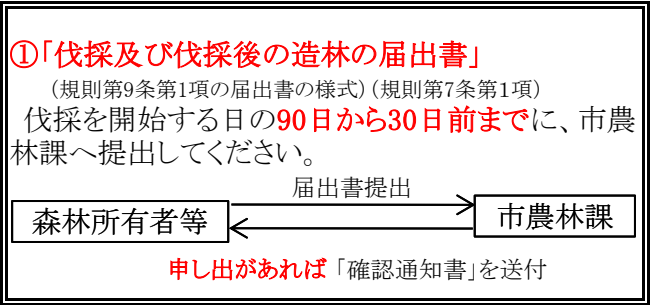 ①「伐採及び伐採後の造林の届出書」
（規則第9条第1項の届出書の様式）（規則第7条第1項）
伐採を開始する日の90日から30日前までに、市農
林課へ提出してください。
届出書提出
森林所有者等
市農林課
申し出があれば「確認通知書」を送付